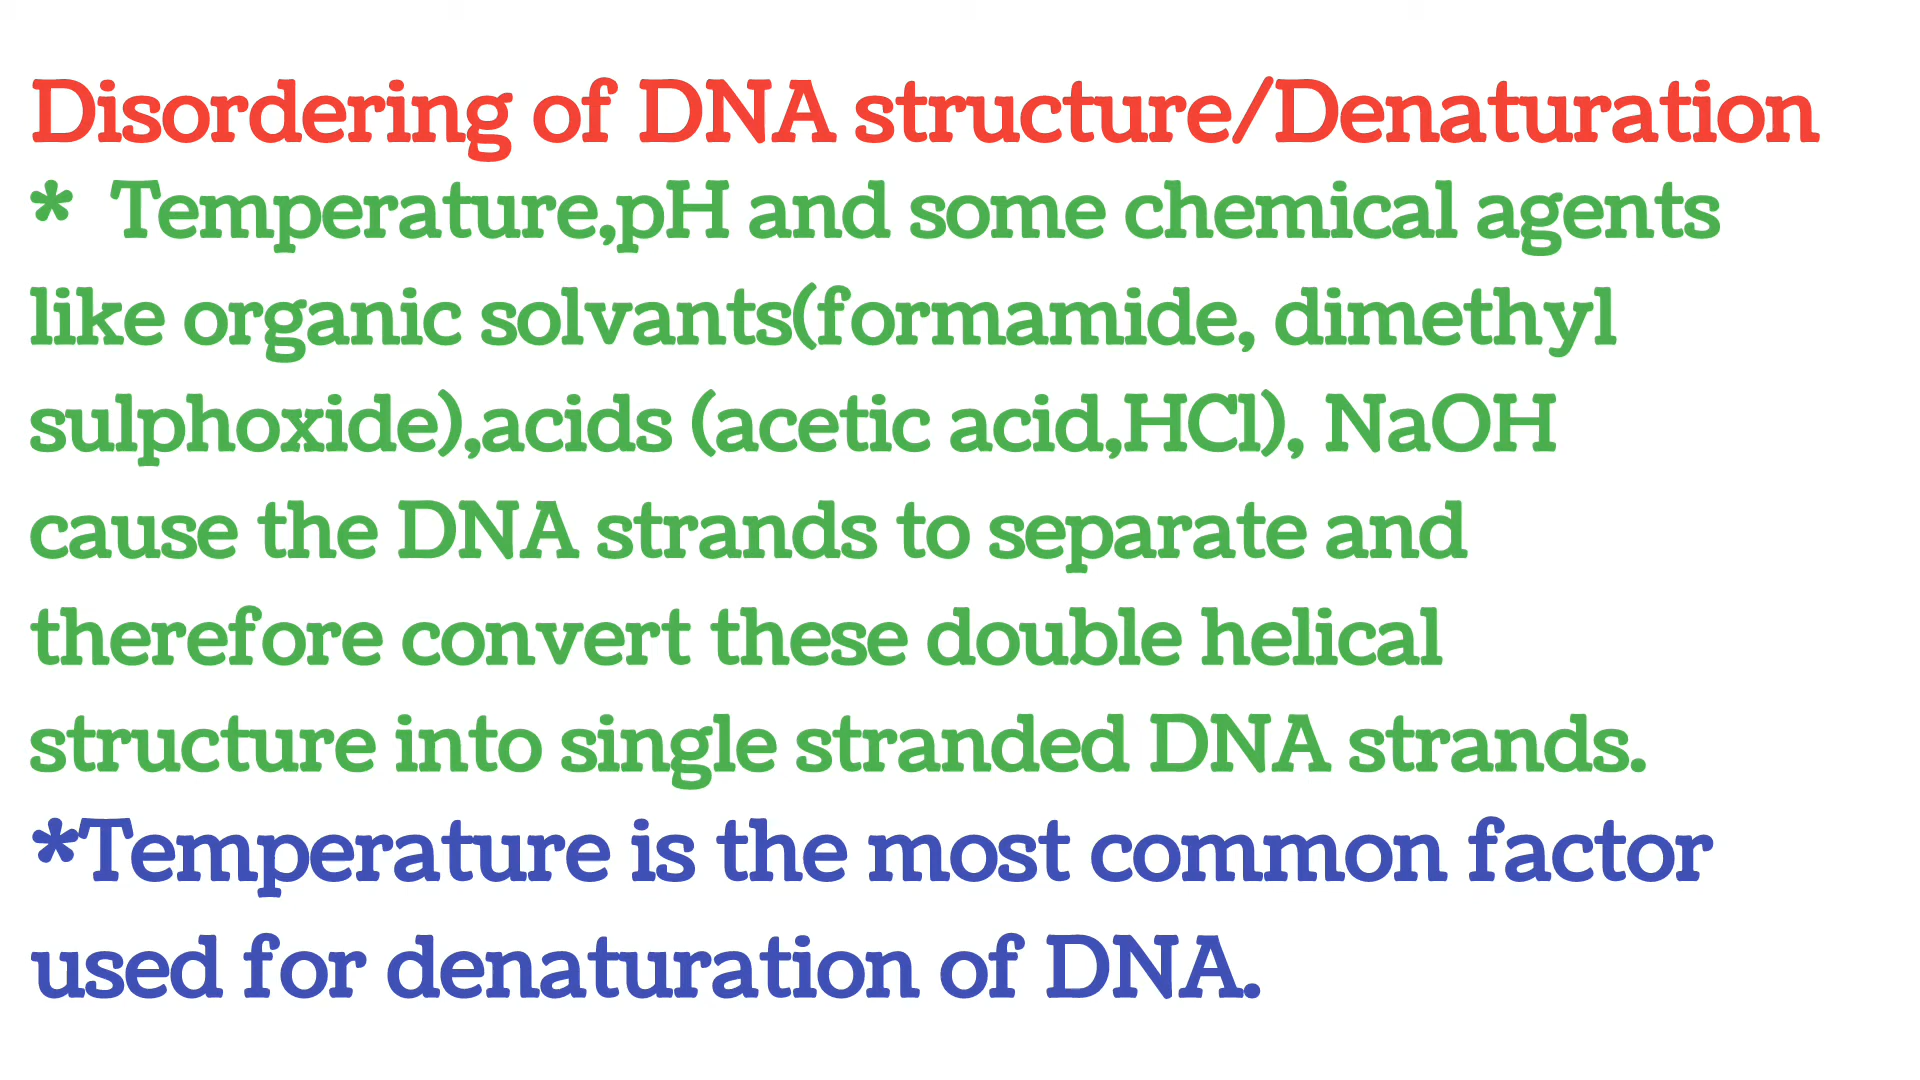 Disordering of DNA structure/Denaturation
* Temperature,pH and some chemical agents
like organic solvants(formamide, dimethyl
sulphoxide),acids (acetic acid,HCl), NaOH
cause the DNA strands to separate and
therefore convert these double helical
structure into single stranded DNA strands.
*Temperature is the most common factor
used for denaturation of DNA.